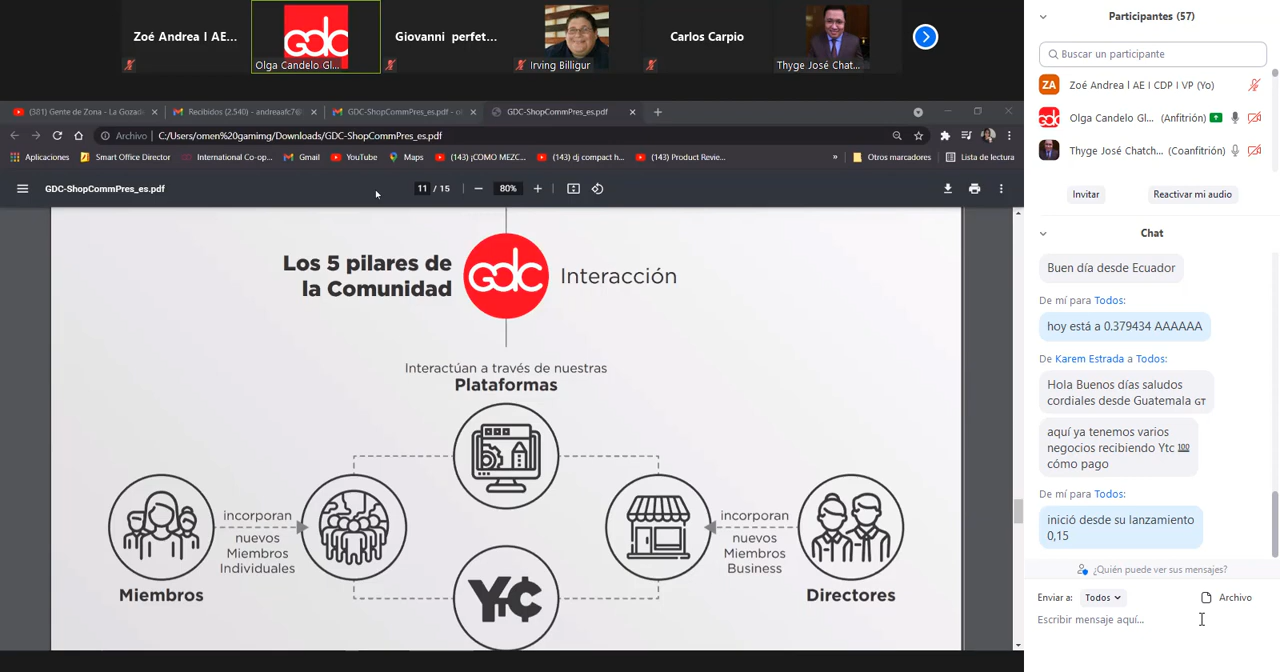 Zoé Andrea l AE...
gdc
Olga Candelo Gl...
Giovanni perfet...
Irving Billigur
Carlos Carpio
Thyge José Chat...
Participantes (57)
Buscar un participante
ZA Zoé Andrea l AE l CDP l VP (Yo)
gdc Olga Candelo Gl... (Anfitrión)
Thyge José Chatch... (Coanfitrión)
Invitar Reactivar mi audio
(381) Gente de Zona - La Gozad
Recibidos (2.540) - andreaafc7@
GDC-ShopCommPres_es.pdf - c
GDC-ShopCommPres_es.pdf
Archivo C:/Users/omen%20gamimg/Downloads/GDC-ShopCommPres_es.pdf
Aplicaciones Smart Office Director International Co-op... Gmail YouTube Maps (143) ¡COMO MEZC... (143) dj compact h... (143) Product Revie... » Otros marcadores Lista de lectura
GDC-ShopCommPres_es.pdf 11 / 15 80%
Los 5 pilares de
la Comunidad
gdc
Interacción
Interactúan a través de nuestras
Plataformas
incorporan
nuevos
Miembros
Individuales
Miembros
incorporan
nuevos
Miembros
Business
Directores
YTC
Chat
Buen día desde Ecuador
De mí para Todos:
hoy está a 0.379434 AAAAAA
De Karem Estrada a Todos:
Hola Buenos días saludos
cordiales desde Guatemala GT
aquí ya tenemos varios
negocios recibiendo Ytc 💯
cómo pago
De mí para Todos:
inició desde su lanzamiento
0,15
¿Quién puede ver sus mensajes?
Enviar a: Todos Archivo
Escribir mensaje aquí...